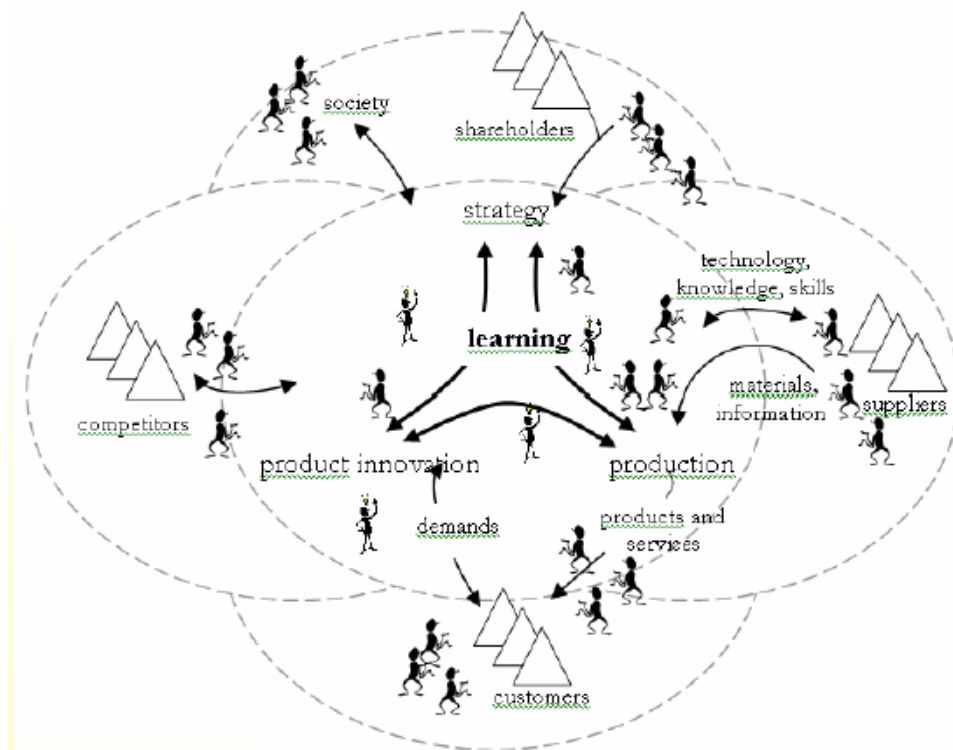 society
shareholders
strategy
technology,
knowledge, skills
learning
materials,
information
suppliers
competitors
product innovation
production
demands
products and
services
customers